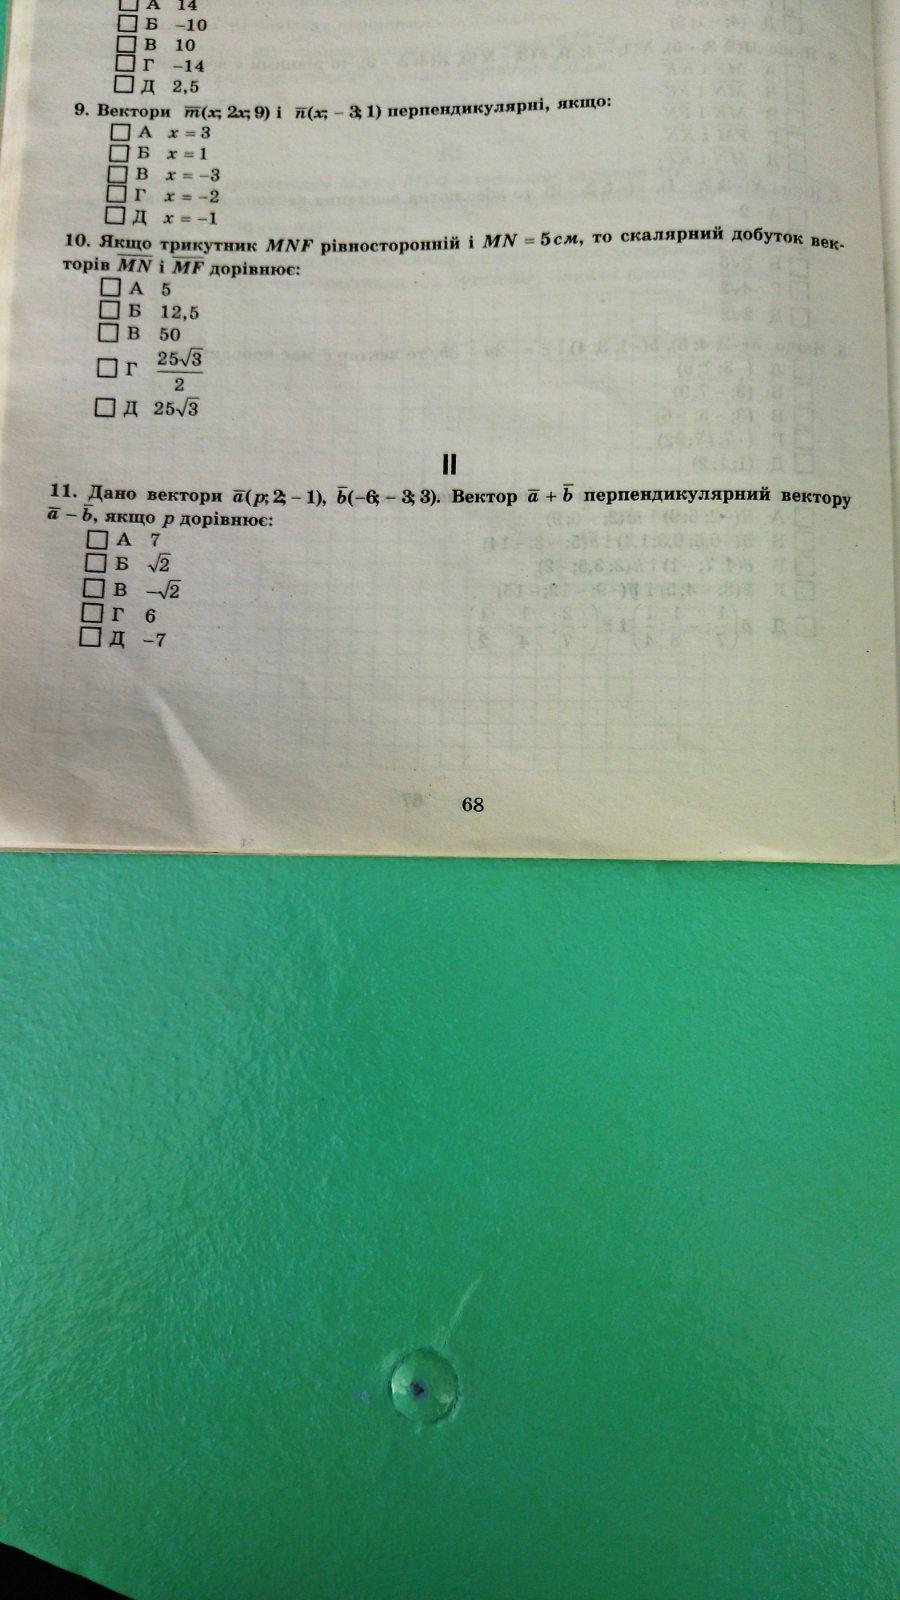 А 14
Б −10
В 10
Г −14
Д 2,5
9. Вектори m̅(x; 2x; 9) і n̅(x; − 3; 1) перпендикулярні, якщо:
А x = 3
Б x = 1
В x = −3
Г x = −2
Д x = −1
10. Якщо трикутник MNF рівносторонній і MN = 5 см, то скалярний добуток век-
торів M̅N̅ і M̅F̅ дорівнює:
А 5
Б 12,5
В 50
Г 25√3/2
Д 25√3
II
11. Дано вектори a̅(p; 2; − 1), b̅(−6; − 3; 3). Вектор a̅ + b̅ перпендикулярний вектору
a̅ − b̅, якщо p дорівнює:
А 7
Б √2
В −√2
Г 6
Д −7
68